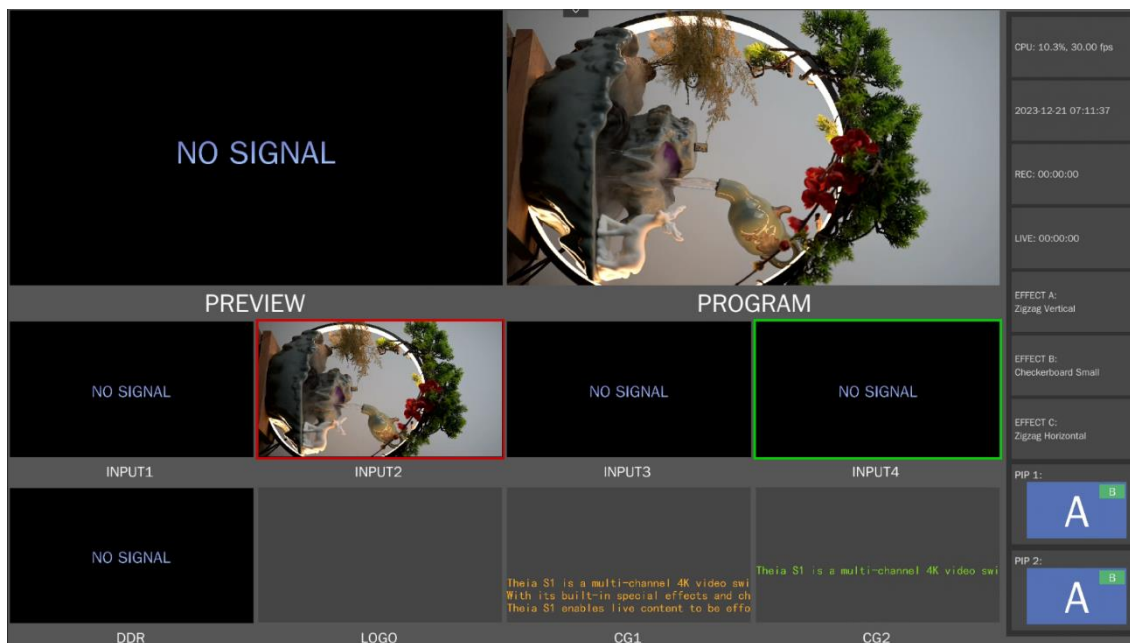 NO SIGNAL
PREVIEW
PROGRAM
NO SIGNAL
NO SIGNAL
NO SIGNAL
INPUT1
INPUT2
INPUT3
INPUT4
NO SIGNAL
Theia S1 is a multi-channel 4K video swi
With its built-in special effects and ch
Theia S1 enables live content to be effo
Theia S1 is a multi-channel 4K video swi
DDR
LOGO
CG1
CG2
CPU: 10.3%, 30.00 fps
2023-12-21 07:11:37
REC: 00:00:00
LIVE: 00:00:00
EFFECT A:
Zigzag Vertical
EFFECT B:
Checkerboard Small
EFFECT C:
Zigzag Horizontal
PIP 1:
A
B
PIP 2:
A
B